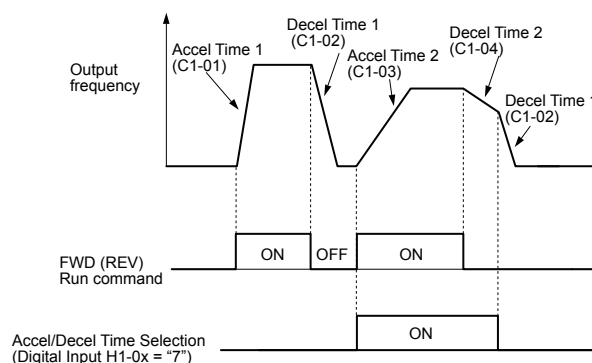 Output
frequency
Accel Time 1
(C1-01)
Decel Time 1
(C1-02)
Accel Time 2
(C1-03)
Decel Time 2
(C1-04)
Decel Time 1
(C1-02)
FWD (REV)
Run command
ON
OFF
ON
Accel/Decel Time Selection
(Digital Input H1-0x = “7”)
ON